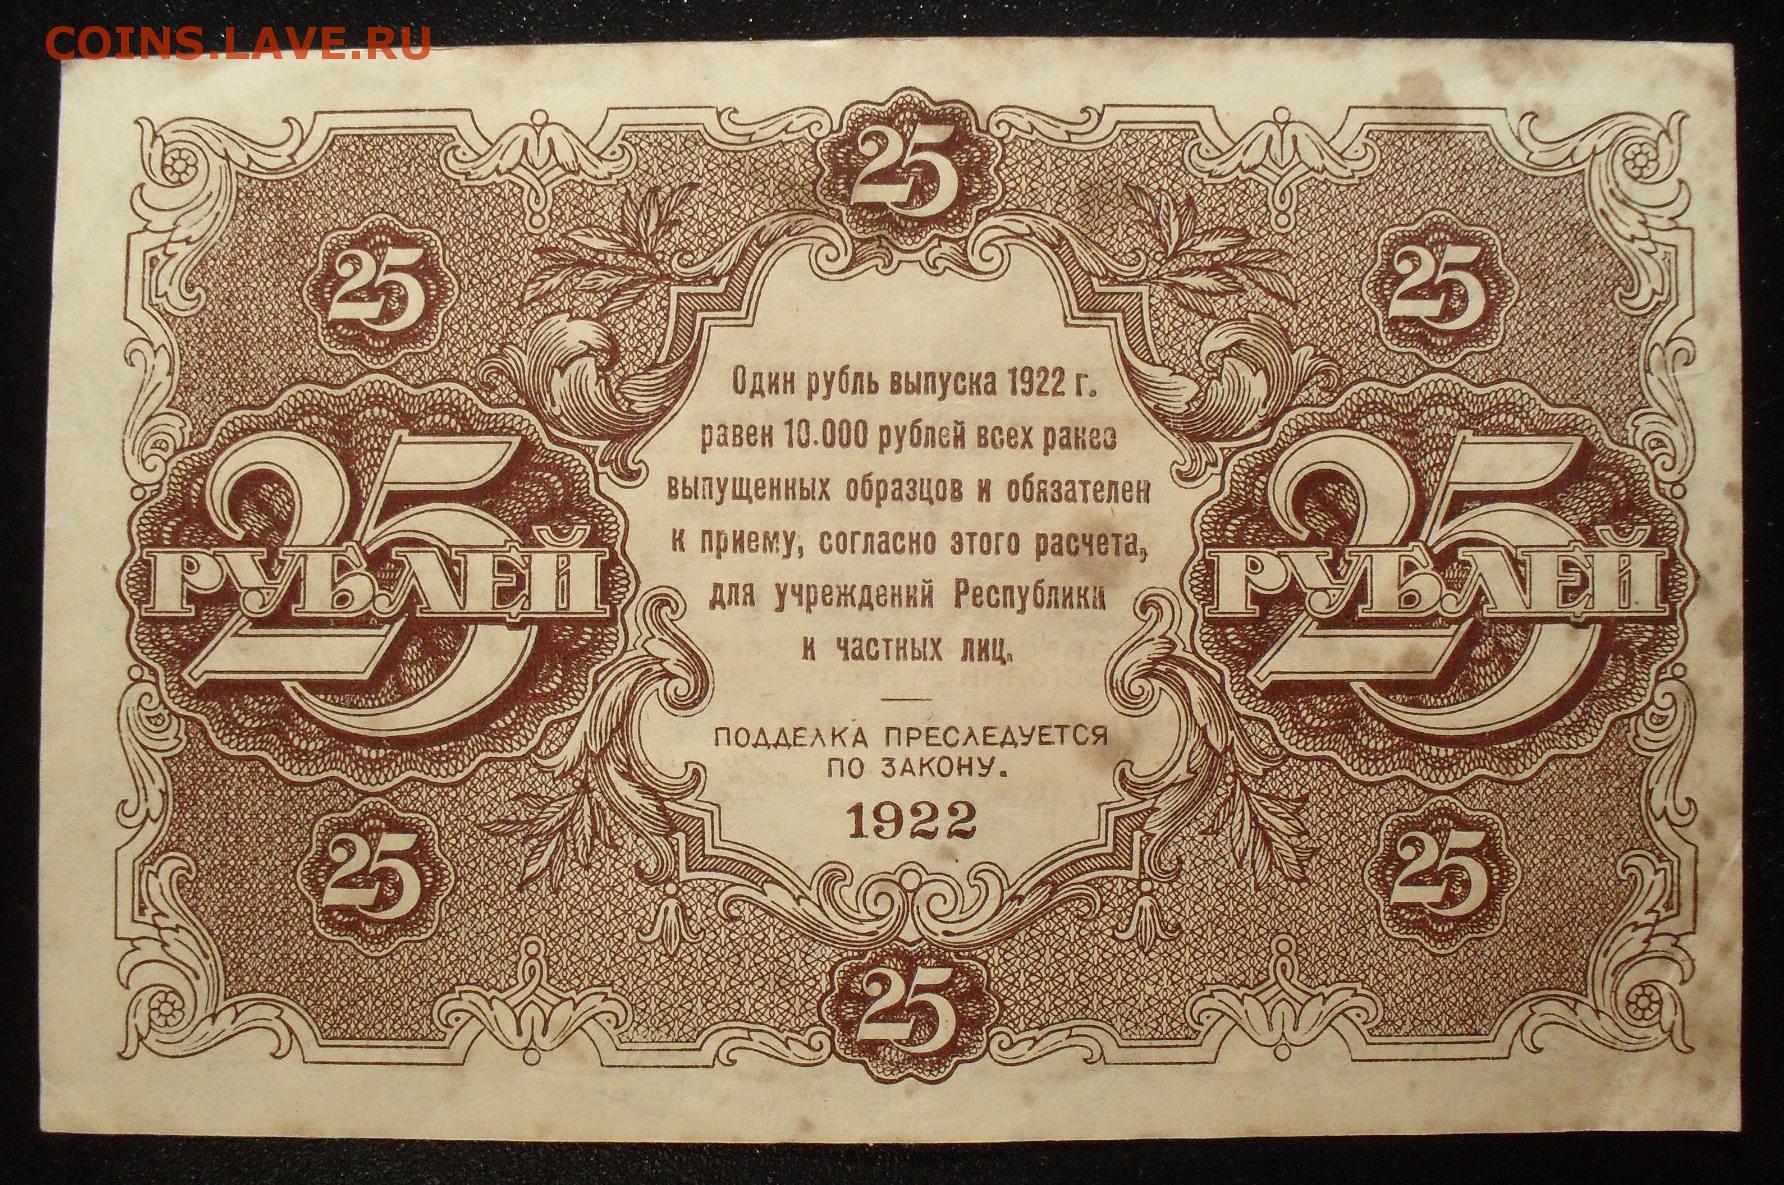 COINS.LAVE.RU
25
25
25
Один рубль выпуска 1922 г.
равен 10.000 рублей всех ранее
выпущенных образцов и обязателен
к приему, согласно этого расчета,
для учреждений Республики
и частных лиц.
25 РУБЛЕЙ
25 РУБЛЕЙ
ПОДДЕЛКА ПРЕСЛЕДУЕТСЯ
ПО ЗАКОНУ.
1922
25
25
25